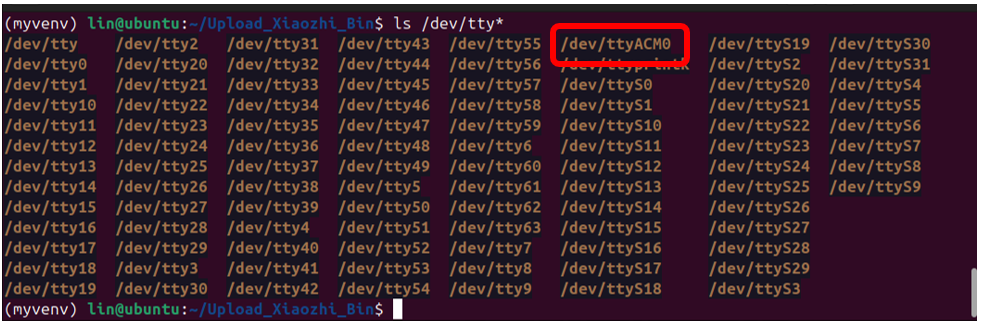 (myvenv) lin@ubuntu:~/Upload_Xiaozhi_Bin$ ls /dev/tty*
/dev/tty /dev/tty2 /dev/tty31 /dev/tty43 /dev/tty55 /dev/ttyACM0 /dev/ttyS19 /dev/ttyS30
/dev/tty0 /dev/tty20 /dev/tty32 /dev/tty44 /dev/tty56 /dev/ttyprintk /dev/ttyS2 /dev/ttyS31
/dev/tty1 /dev/tty21 /dev/tty33 /dev/tty45 /dev/tty57 /dev/ttyS0 /dev/ttyS20 /dev/ttyS4
/dev/tty10 /dev/tty22 /dev/tty34 /dev/tty46 /dev/tty58 /dev/ttyS1 /dev/ttyS21 /dev/ttyS5
/dev/tty11 /dev/tty23 /dev/tty35 /dev/tty47 /dev/tty59 /dev/ttyS10 /dev/ttyS22 /dev/ttyS6
/dev/tty12 /dev/tty24 /dev/tty36 /dev/tty48 /dev/tty6 /dev/ttyS11 /dev/ttyS23 /dev/ttyS7
/dev/tty13 /dev/tty25 /dev/tty37 /dev/tty49 /dev/tty60 /dev/ttyS12 /dev/ttyS24 /dev/ttyS8
/dev/tty14 /dev/tty26 /dev/tty38 /dev/tty5 /dev/tty61 /dev/ttyS13 /dev/ttyS25 /dev/ttyS9
/dev/tty15 /dev/tty27 /dev/tty39 /dev/tty50 /dev/tty62 /dev/ttyS14 /dev/ttyS26
/dev/tty16 /dev/tty28 /dev/tty4 /dev/tty51 /dev/tty63 /dev/ttyS15 /dev/ttyS27
/dev/tty17 /dev/tty29 /dev/tty40 /dev/tty52 /dev/tty7 /dev/ttyS16 /dev/ttyS28
/dev/tty18 /dev/tty3 /dev/tty41 /dev/tty53 /dev/tty8 /dev/ttyS17 /dev/ttyS29
/dev/tty19 /dev/tty30 /dev/tty42 /dev/tty54 /dev/tty9 /dev/ttyS18 /dev/ttyS3
(myvenv) lin@ubuntu:~/Upload_Xiaozhi_Bin$